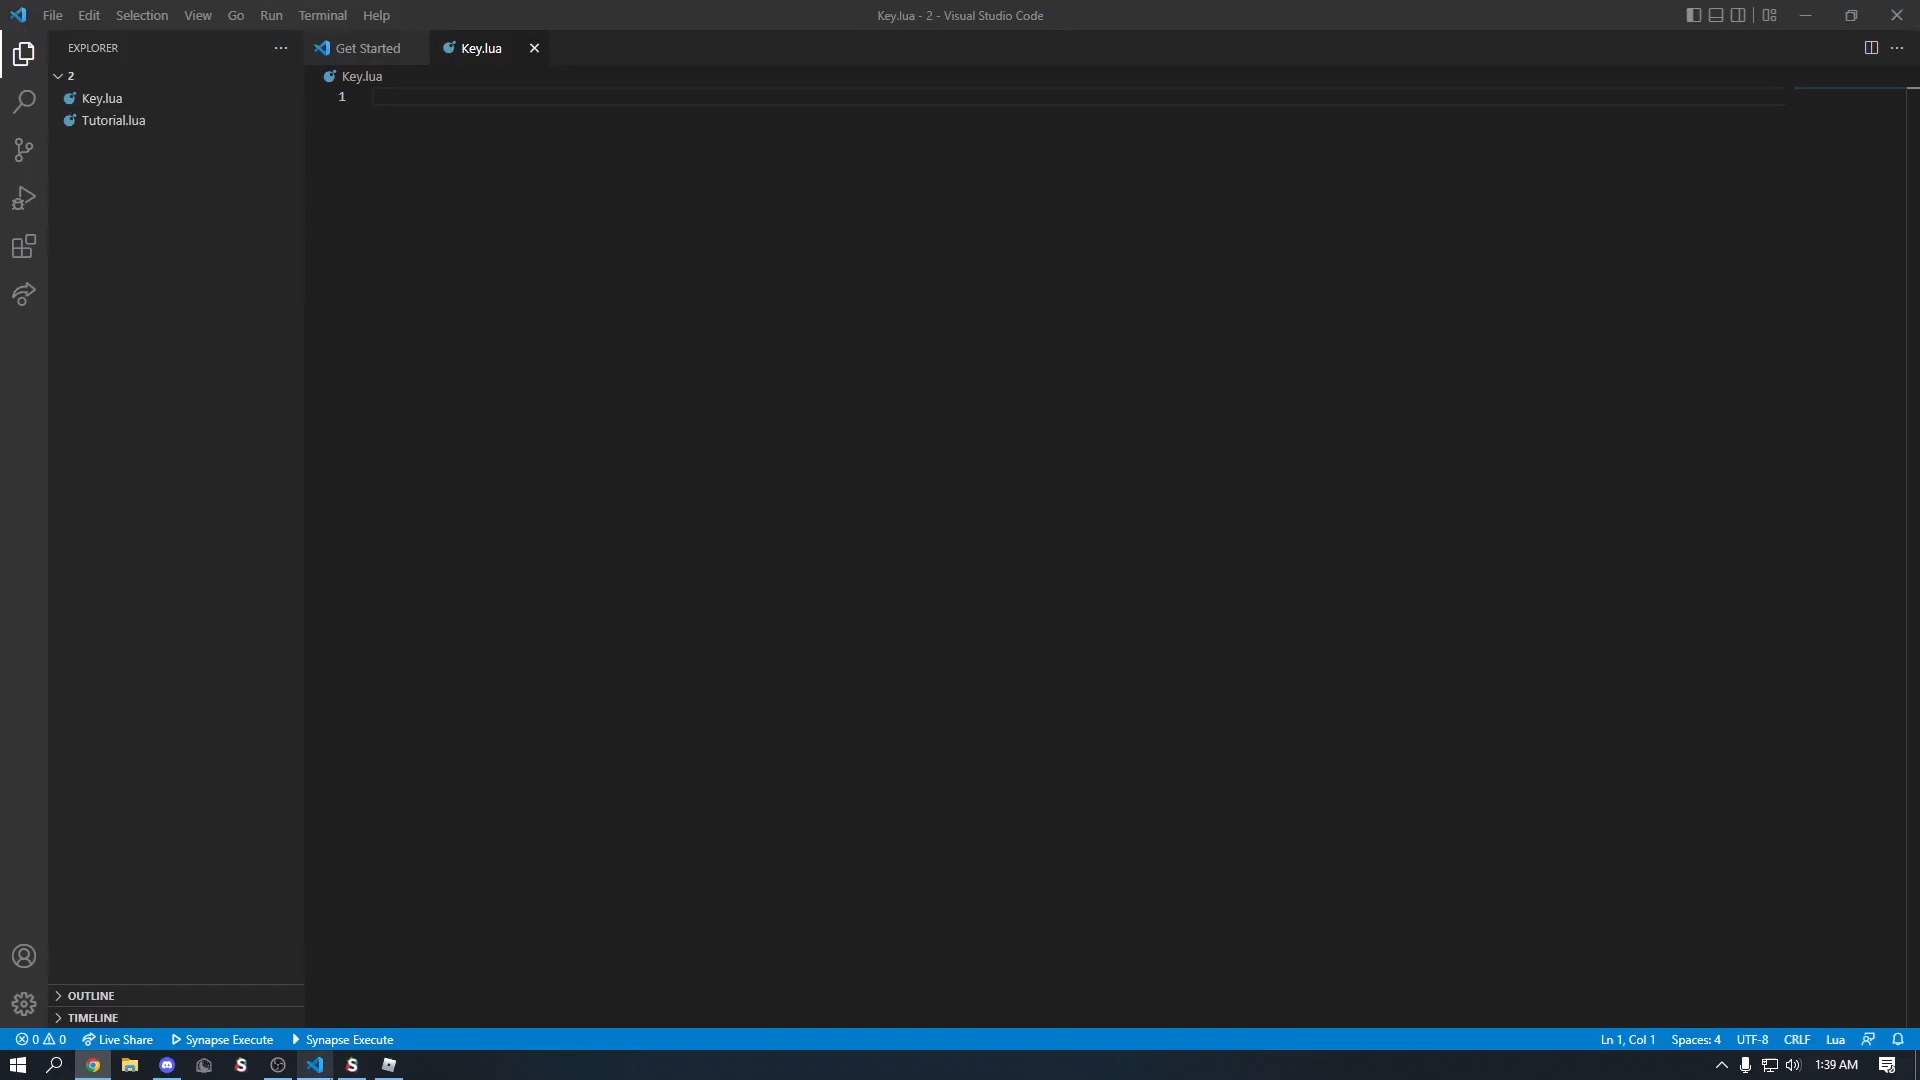 File Edit Selection View Go Run Terminal Help
Key.lua - 2 - Visual Studio Code
EXPLORER
Get Started
Key.lua
2
Key.lua
Key.lua
Tutorial.lua
1
OUTLINE
TIMELINE
0 0 Live Share Synapse Execute Synapse Execute
Ln 1, Col 1 Spaces: 4 UTF-8 CRLF Lua
1:39 AM